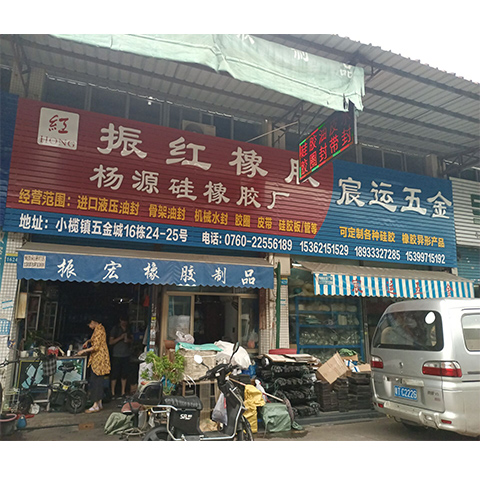 紅
HONG
振红橡胶
杨源硅橡胶厂
经营范围：进口液压油封 骨架油封 机械水封 胶圈 皮带 硅胶板/管等
地址：小榄镇五金城16栋24-25号 电话：0760-22556189 15362151529
宸运五金
可定制各种硅胶 橡胶异形产品
18933327285 15399715192
振宏橡胶制品
C2229